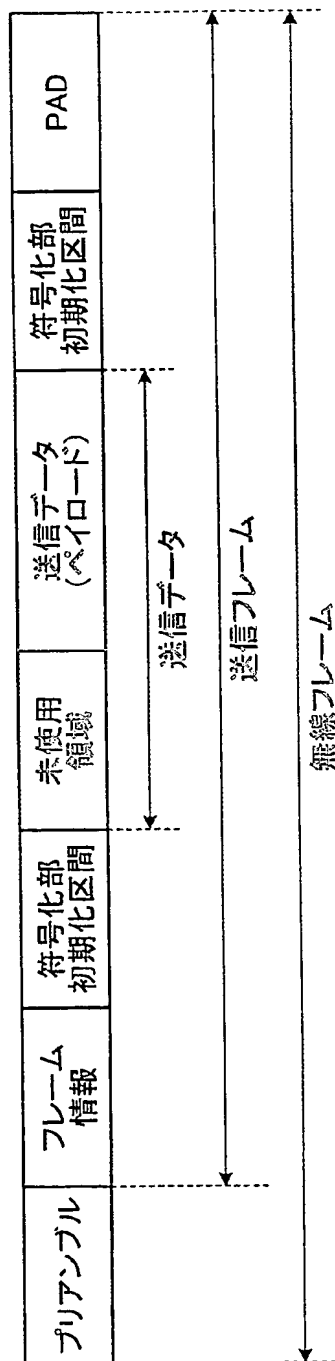 プリアンブル
フレーム
情報
符号化部
初期化区間
未使用
領域
送信データ
(ペイロード)
符号化部
初期化区間
PAD
送信データ
送信フレーム
無線フレーム